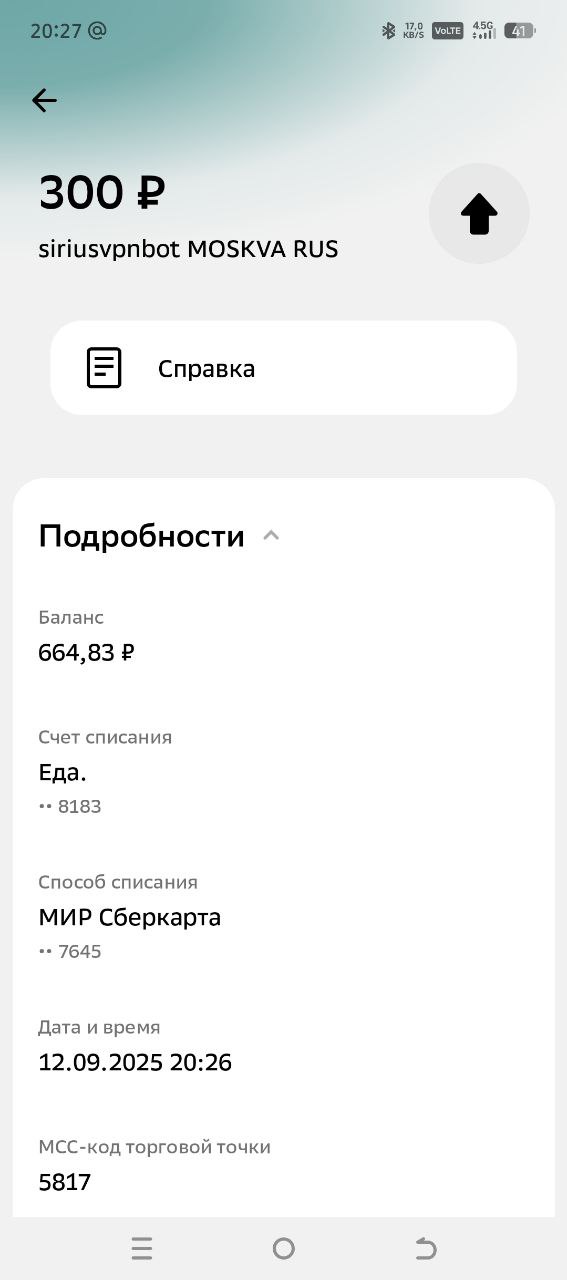 20:27 @ 17,0 KB/S VoLTE 4.5G 41
300 ₽
siriusvpnbot MOSKVA RUS
Справка
Подробности
Баланс
664,83 ₽
Счет списания
Еда.
•• 8183
Способ списания
МИР Сберкарта
•• 7645
Дата и время
12.09.2025 20:26
МСС-код торговой точки
5817